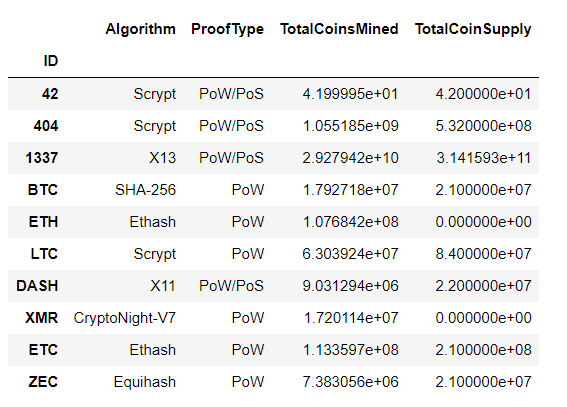 Algorithm ProofType TotalCoinsMined TotalCoinSupply
ID
42 Scrypt PoW/PoS 4.199995e+01 4.200000e+01
404 Scrypt PoW/PoS 1.055185e+09 5.320000e+08
1337 X13 PoW/PoS 2.927942e+10 3.141593e+11
BTC SHA-256 PoW 1.792718e+07 2.100000e+07
ETH Ethash PoW 1.076842e+08 0.000000e+00
LTC Scrypt PoW 6.303924e+07 8.400000e+07
DASH X11 PoW/PoS 9.031294e+06 2.200000e+07
XMR CryptoNight-V7 PoW 1.720114e+07 0.000000e+00
ETC Ethash PoW 1.133597e+08 2.100000e+08
ZEC Equihash PoW 7.383056e+06 2.100000e+07